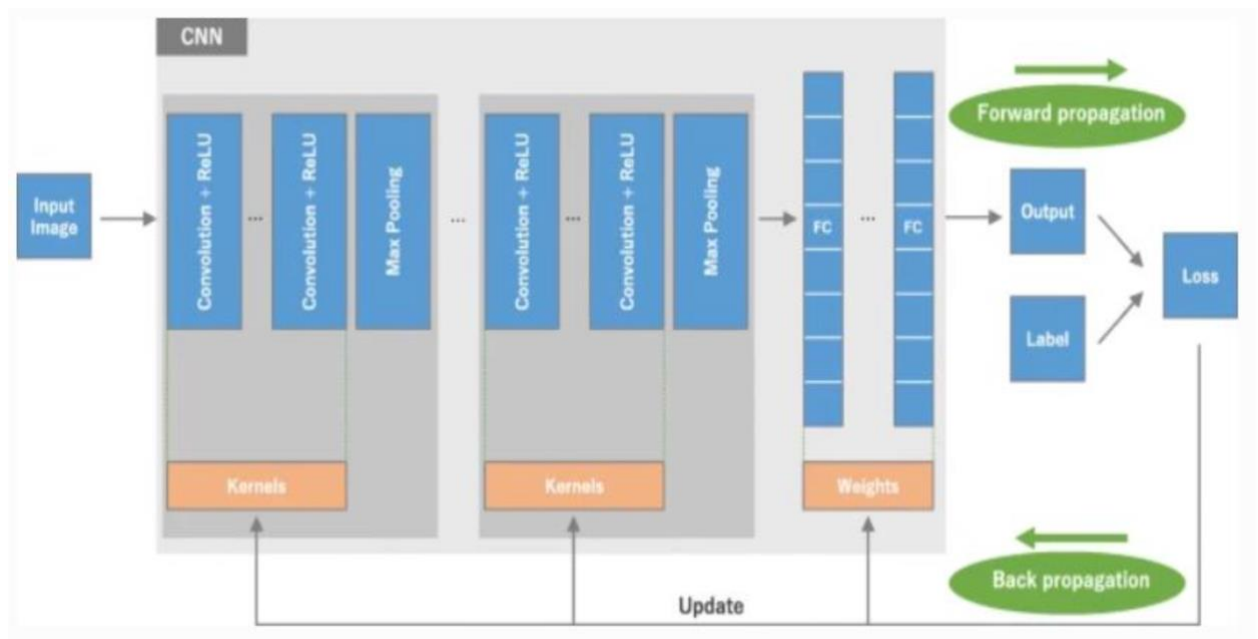 CNN
Input
Image
Convolution + ReLU
...
Convolution + ReLU
Max Pooling
...
Convolution + ReLU
...
Convolution + ReLU
Max Pooling
FC
...
FC
Forward propagation
Output
Label
Loss
Kernels
Kernels
Weights
Back propagation
Update